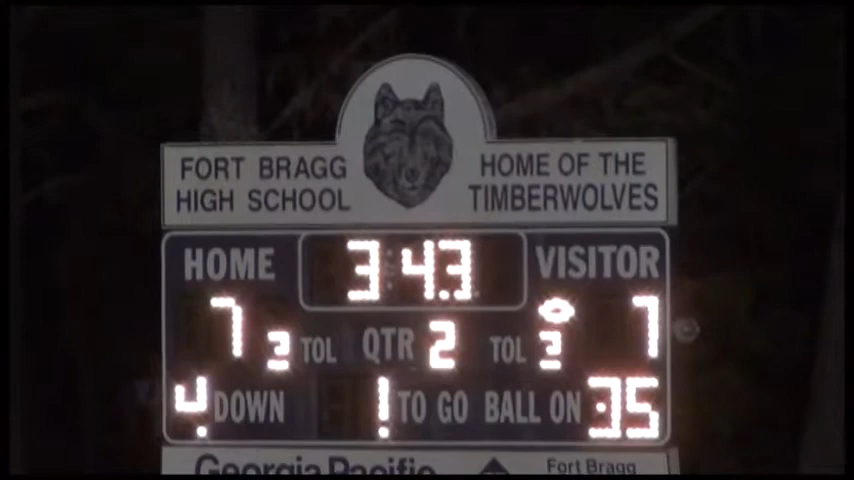 FORT BRAGG
HIGH SCHOOL
HOME OF THE
TIMBERWOLVES
HOME 3:43 VISITOR
7 3 TOL QTR 2 TOL 3 7
4 DOWN 1 TO GO BALL ON 35
Georgia Pacific Fort Bragg